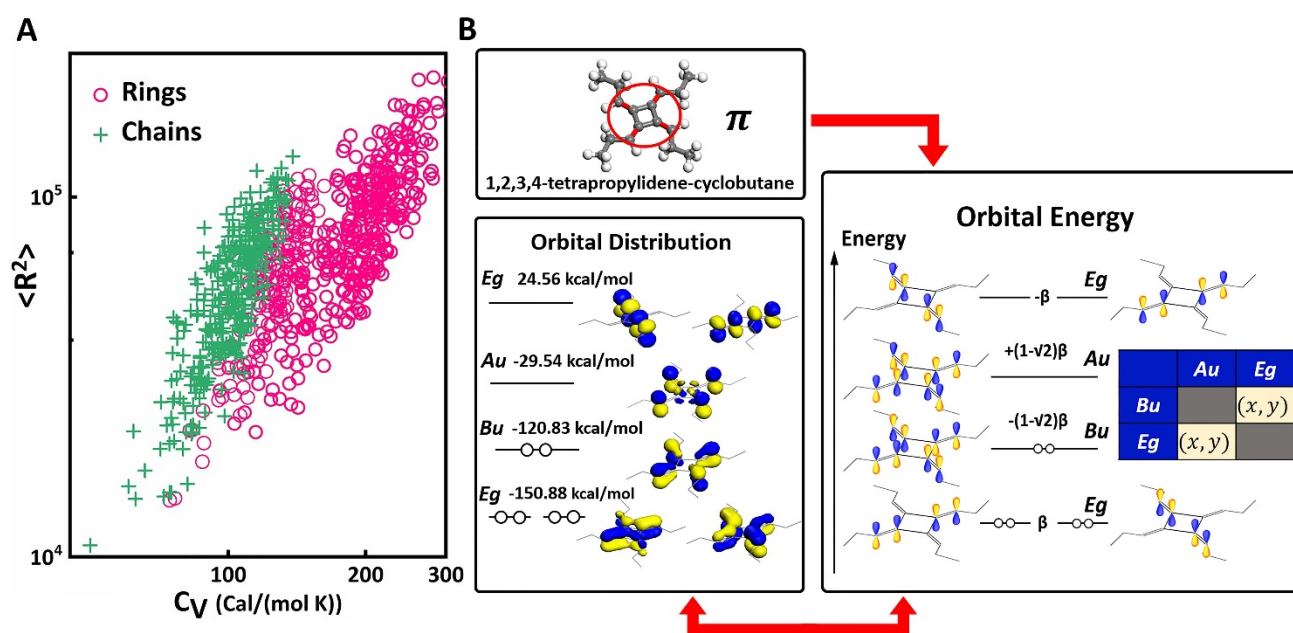 A
Rings
Chains
<R²>
10⁵
10⁴
100
200
300
Cᵥ (Cal/(mol K))
B
π
1,2,3,4-tetrapropylidene-cyclobutane
Orbital Distribution
Eg 24.56 kcal/mol
Au -29.54 kcal/mol
Bu -120.83 kcal/mol
Eg -150.88 kcal/mol
Orbital Energy
Energy
-β Eg
+(1-√2)β Au
-(1-√2)β Bu
β Eg
Au Eg
Bu (x, y)
Eg (x, y)